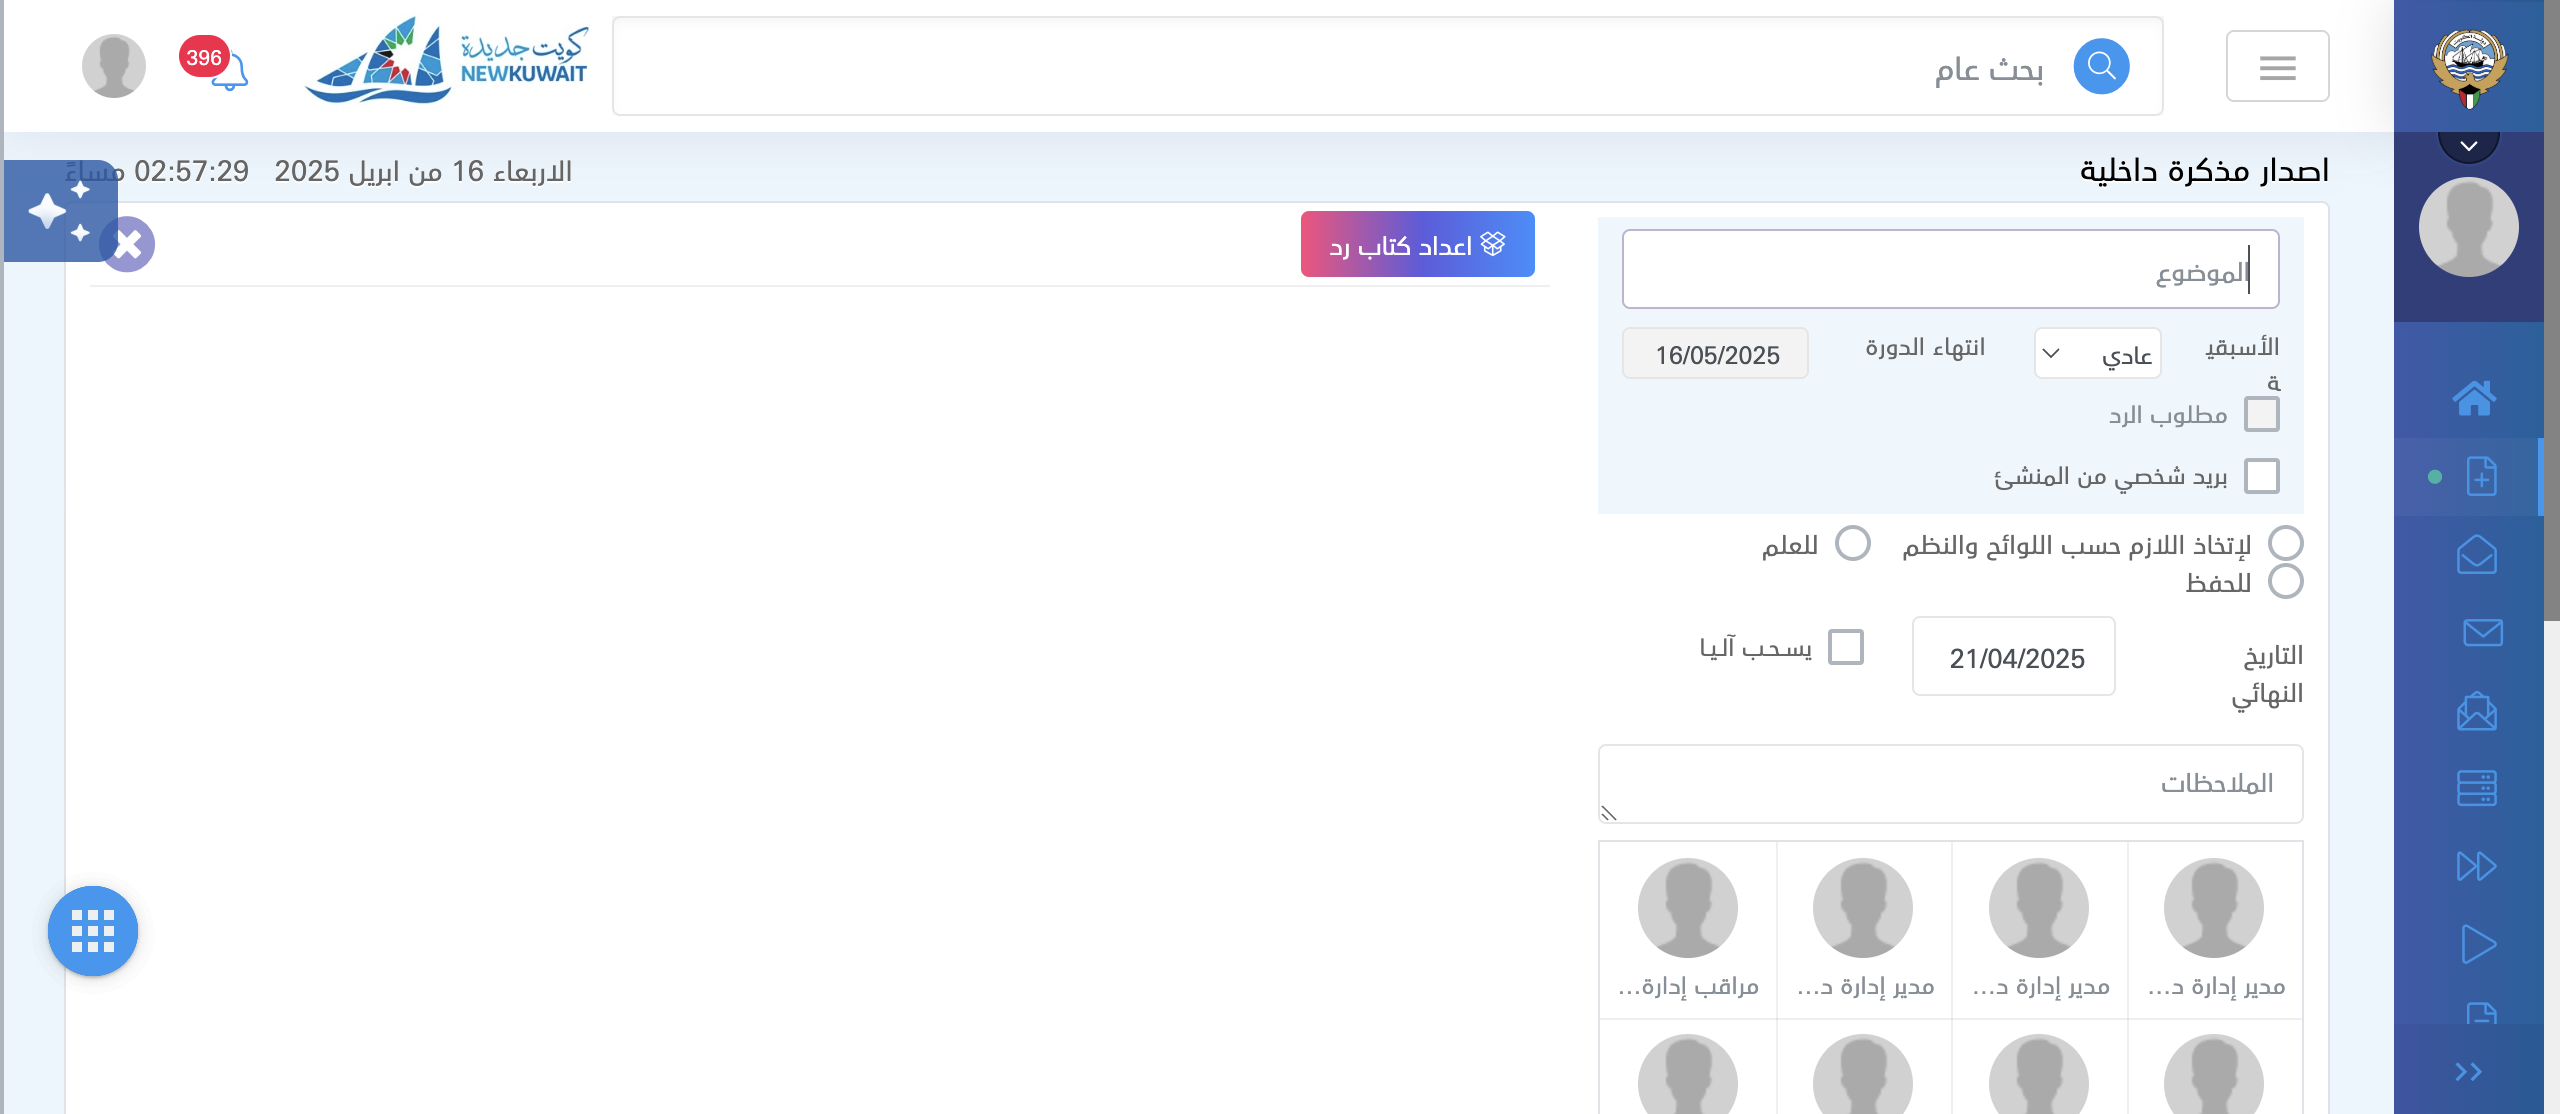 بحث عام
كويت جديدة
NEWKUWAIT
396
اصدار مذكرة داخلية
الاربعاء 16 من ابريل 2025 02:57:29 مساءً
الموضوع
اعداد كتاب رد
الأسبقي
ة
عادي
انتهاء الدورة
16/05/2025
مطلوب الرد
بريد شخصي من المنشئ
لإتخاذ اللازم حسب اللوائح والنظم
للعلم
للحفظ
التاريخ
النهائي
21/04/2025
يسحب آليا
الملاحظات
مدير إدارة د...
مدير إدارة د...
مدير إدارة د...
مراقب إدارة...